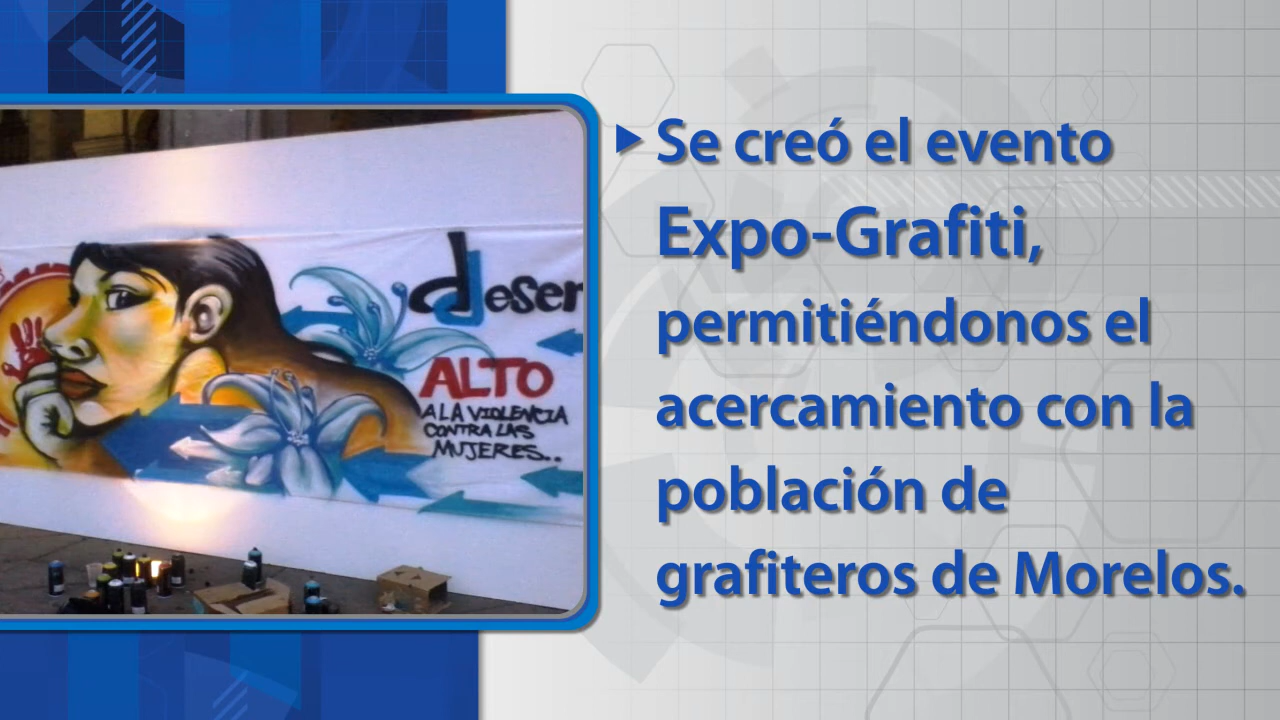 Se creó el evento
Expo-Grafiti,
permitiéndonos el
acercamiento con la
población de
grafiteros de Morelos.
deser
ALTO
A LA VIOLENCIA
CONTRA LAS
MUJERES..